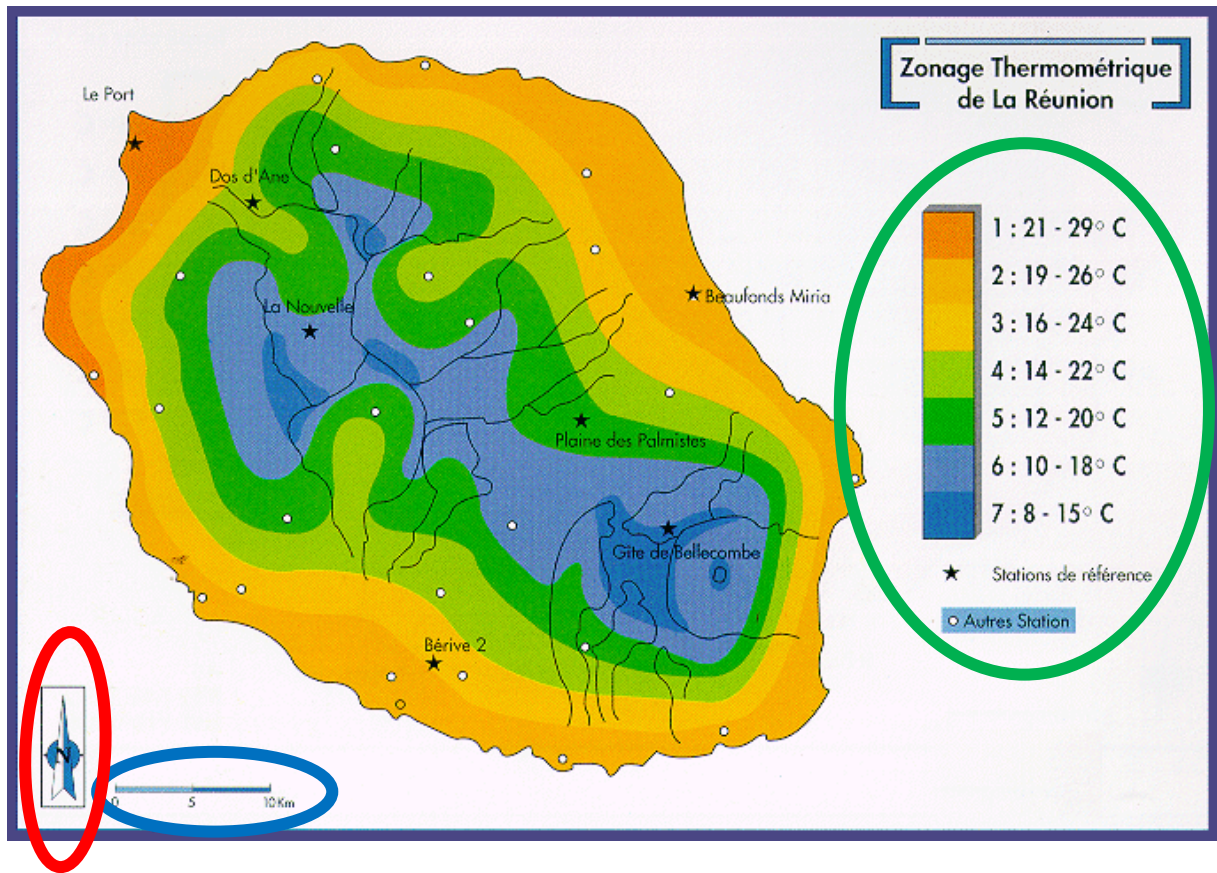 Zonage Thermométrique
de La Réunion
Le Port
Dos d'Ane
1 : 21 - 29° C
2 : 19 - 26° C
La Nouvelle
Beaufonds Miria
3 : 16 - 24° C
4 : 14 - 22° C
5 : 12 - 20° C
Plaine des Palmistes
6 : 10 - 18° C
7 : 8 - 15° C
Gîte de Bellecombe
Stations de référence
Autres Station
Bérive 2
N
0 5 10 Km